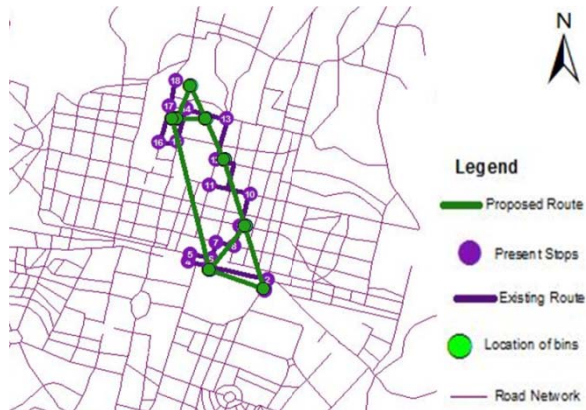 N
18
17
13
16
11
10
7
5
2
Legend
Proposed Route
Present Stops
Existing Route
Location of bins
Road Network